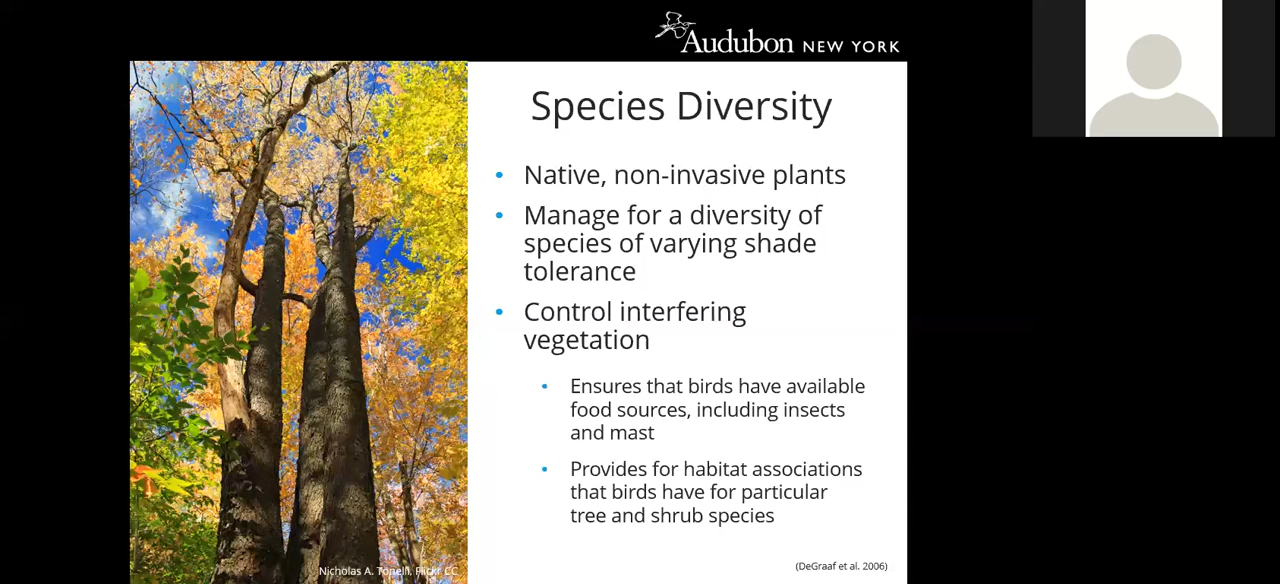 Audubon NEW YORK
Species Diversity
• Native, non-invasive plants
• Manage for a diversity of
species of varying shade
tolerance
• Control interfering
vegetation
• Ensures that birds have available
food sources, including insects
and mast
• Provides for habitat associations
that birds have for particular
tree and shrub species
Nicholas A. Tonelli, Flickr CC
(DeGraaf et al. 2006)